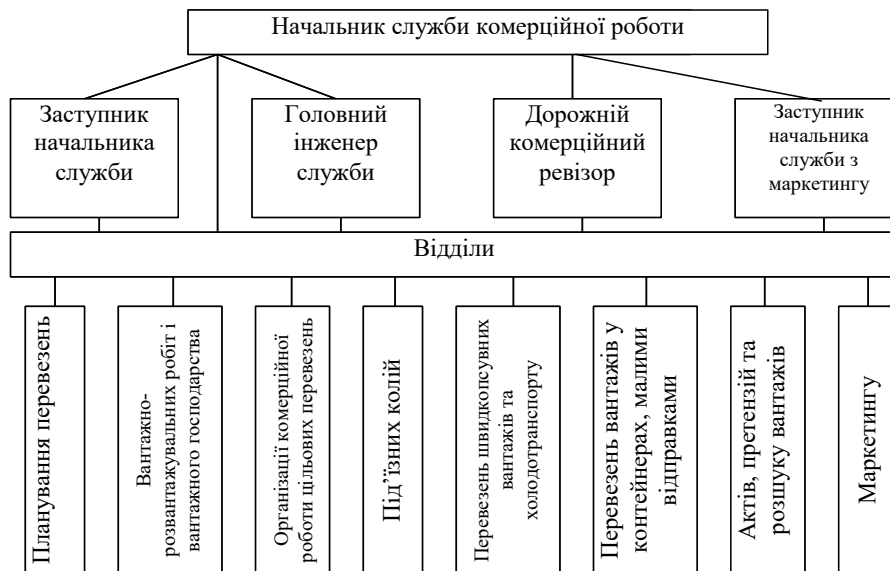 Начальник служби комерційної роботи
Заступник
начальника
служби
Головний
інженер
служби
Дорожній
комерційний
ревізор
Заступник
начальника
служби з
маркетингу
Відділи
Планування перевезень
Вантажно-
розвантажувальних робіт і
вантажного господарства
Організації комерційної
роботи цільових перевезень
Під’їзних колій
Перевезень швидкопсувних
вантажів та
холодотранспорту
Перевезень вантажів у
контейнерах, малими
відправками
Актів, претензій та
розшуку вантажів
Маркетингу